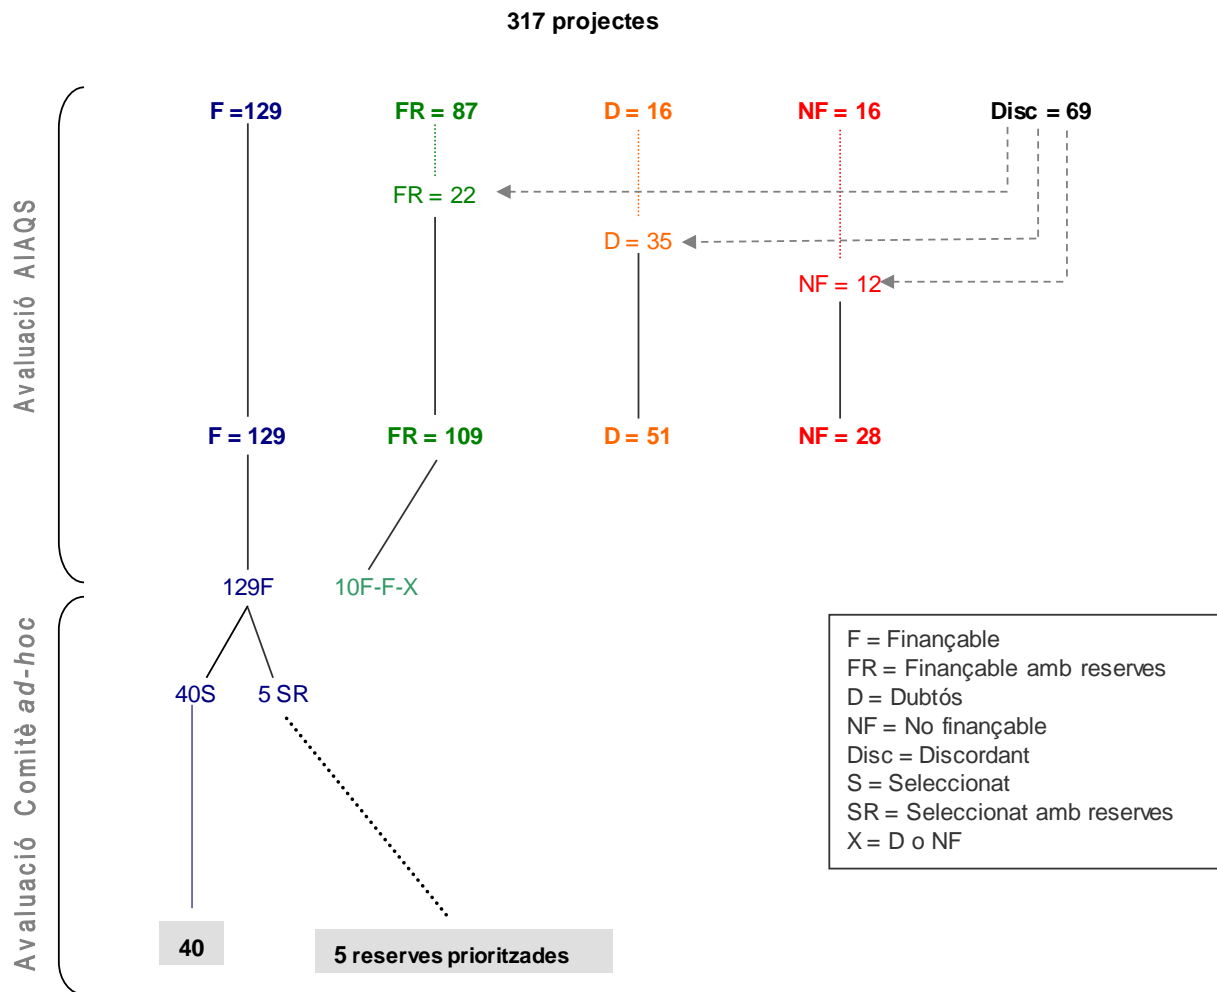 317 projectes
Avaluació AIAQS
F =129
FR = 87
D = 16
NF = 16
Disc = 69
FR = 22
D = 35
NF = 12
F = 129
FR = 109
D = 51
NF = 28
129F
10F-F-X
Avaluació Comitè ad-hoc
40S
5 SR
40
5 reserves prioritzades
F = Finançable
FR = Finançable amb reserves
D = Dubtós
NF = No finançable
Disc = Discordant
S = Seleccionat
SR = Seleccionat amb reserves
X = D o NF